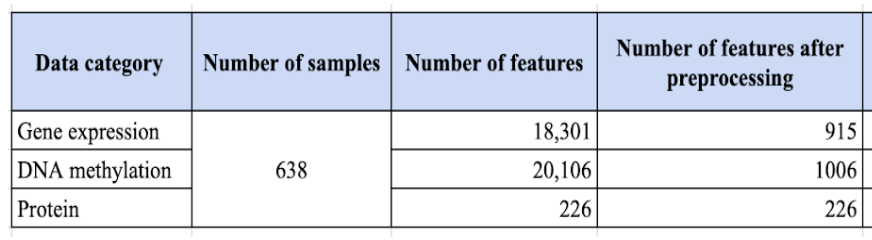 Data category Number of samples Number of features Number of features after preprocessing
Gene expression 638 18,301 915
DNA methylation 20,106 1006
Protein 226 226